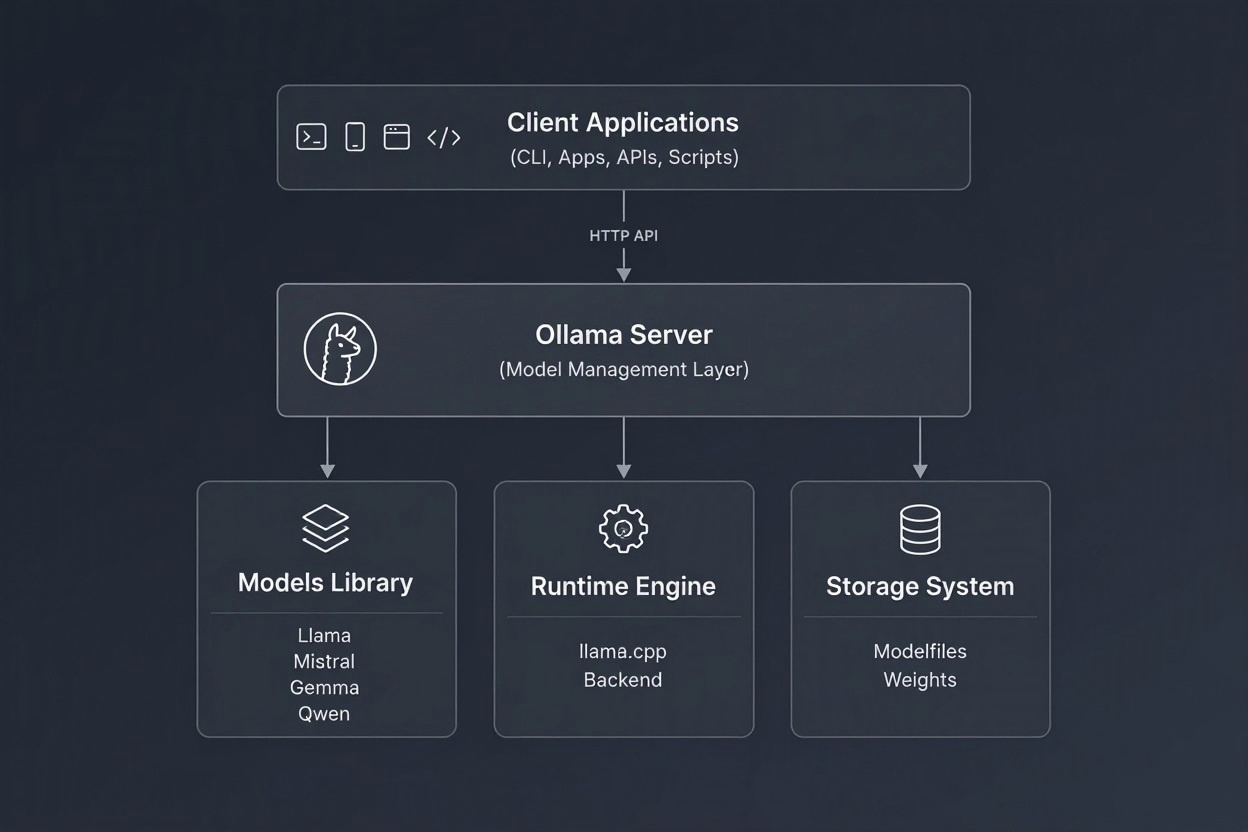 Client Applications
(CLI, Apps, APIs, Scripts)
HTTP API
Ollama Server
(Model Management Layer)
Models Library
Llama
Mistral
Gemma
Qwen
Runtime Engine
llama.cpp
Backend
Storage System
Modelfiles
Weights